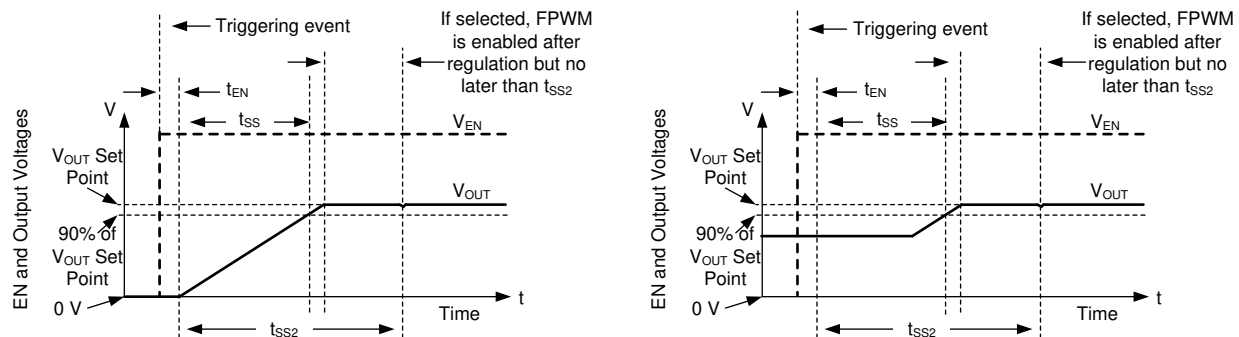 Triggering event
If selected, FPWM
is enabled after
regulation but no
later than tSS2
tEN
V
tSS
VEN
VOUT Set
Point
VOUT
90% of
VOUT Set
Point
0 V
t
Time
tSS2
EN and Output Voltages
Triggering event
If selected, FPWM
is enabled after
regulation but no
later than tSS2
tEN
V
tSS
VEN
VOUT Set
Point
VOUT
90% of
VOUT Set
Point
0 V
t
Time
tSS2
EN and Output Voltages